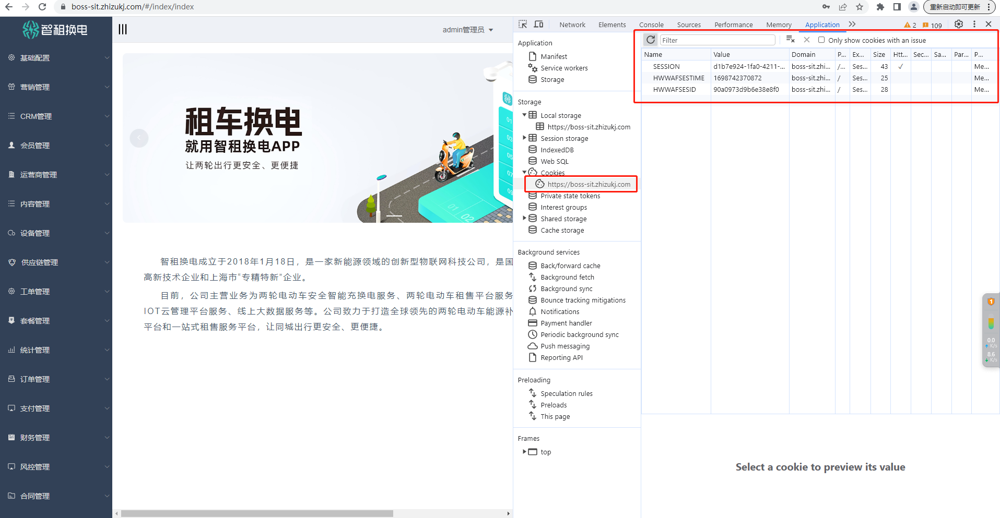 boss-sit.zhizukj.com/#/index/index
重新启动即可更新
智租换电
基础配置
营销管理
CRM管理
会员管理
运营商管理
内容管理
设备管理
供应链管理
工单管理
套餐管理
统计管理
订单管理
支付管理
财务管理
风控管理
合同管理
admin管理员
租车换电
就用智租换电APP
让两轮出行更安全、更便捷
01
03
05
07
09
01
02
智租换电成立于2018年1月18日，是一家新能源领域的创新型物联网科技公司，是国
高新技术企业和上海市“专精特新”企业。
目前，公司主营业务为两轮电动车安全智能充换电服务、两轮电动车租售平台服务
IOT云管理平台服务、线上大数据服务等。公司致力于打造全球领先的两轮电动车能源补
平台和一站式租售服务平台，让同城出行更安全、更便捷。
Network Elements Console Sources Performance Memory Application 2 109
Application
Manifest
Service workers
Storage
Storage
Local storage
https://boss-sit.zhizukj.com
Session storage
IndexedDB
Web SQL
Cookies
https://boss-sit.zhizukj.com
Private state tokens
Interest groups
Shared storage
Cache storage
Background services
Back/forward cache
Background fetch
Background sync
Bounce tracking mitigations
Notifications
Payment handler
Periodic background sync
Push messaging
Reporting API
Preloading
Speculation rules
Preloads
This page
Frames
top
Filter Only show cookies with an issue
Name Value Domain P... Ex... Size Htt... Sec... Sa... Par... P...
SESSION d1b7e924-1fa0-4211-... boss-sit.zhi... /... Ses... 43 ✓ Me...
HWWAFSESTIME 1698742370872 boss-sit.zhi... / Ses... 25 Me...
HWWAFSESID 90a0973d9b6e38e8f0 boss-sit.zhi... / Ses... 28 Me...
Select a cookie to preview its value
1
0.0
K/s
8.6
K/s